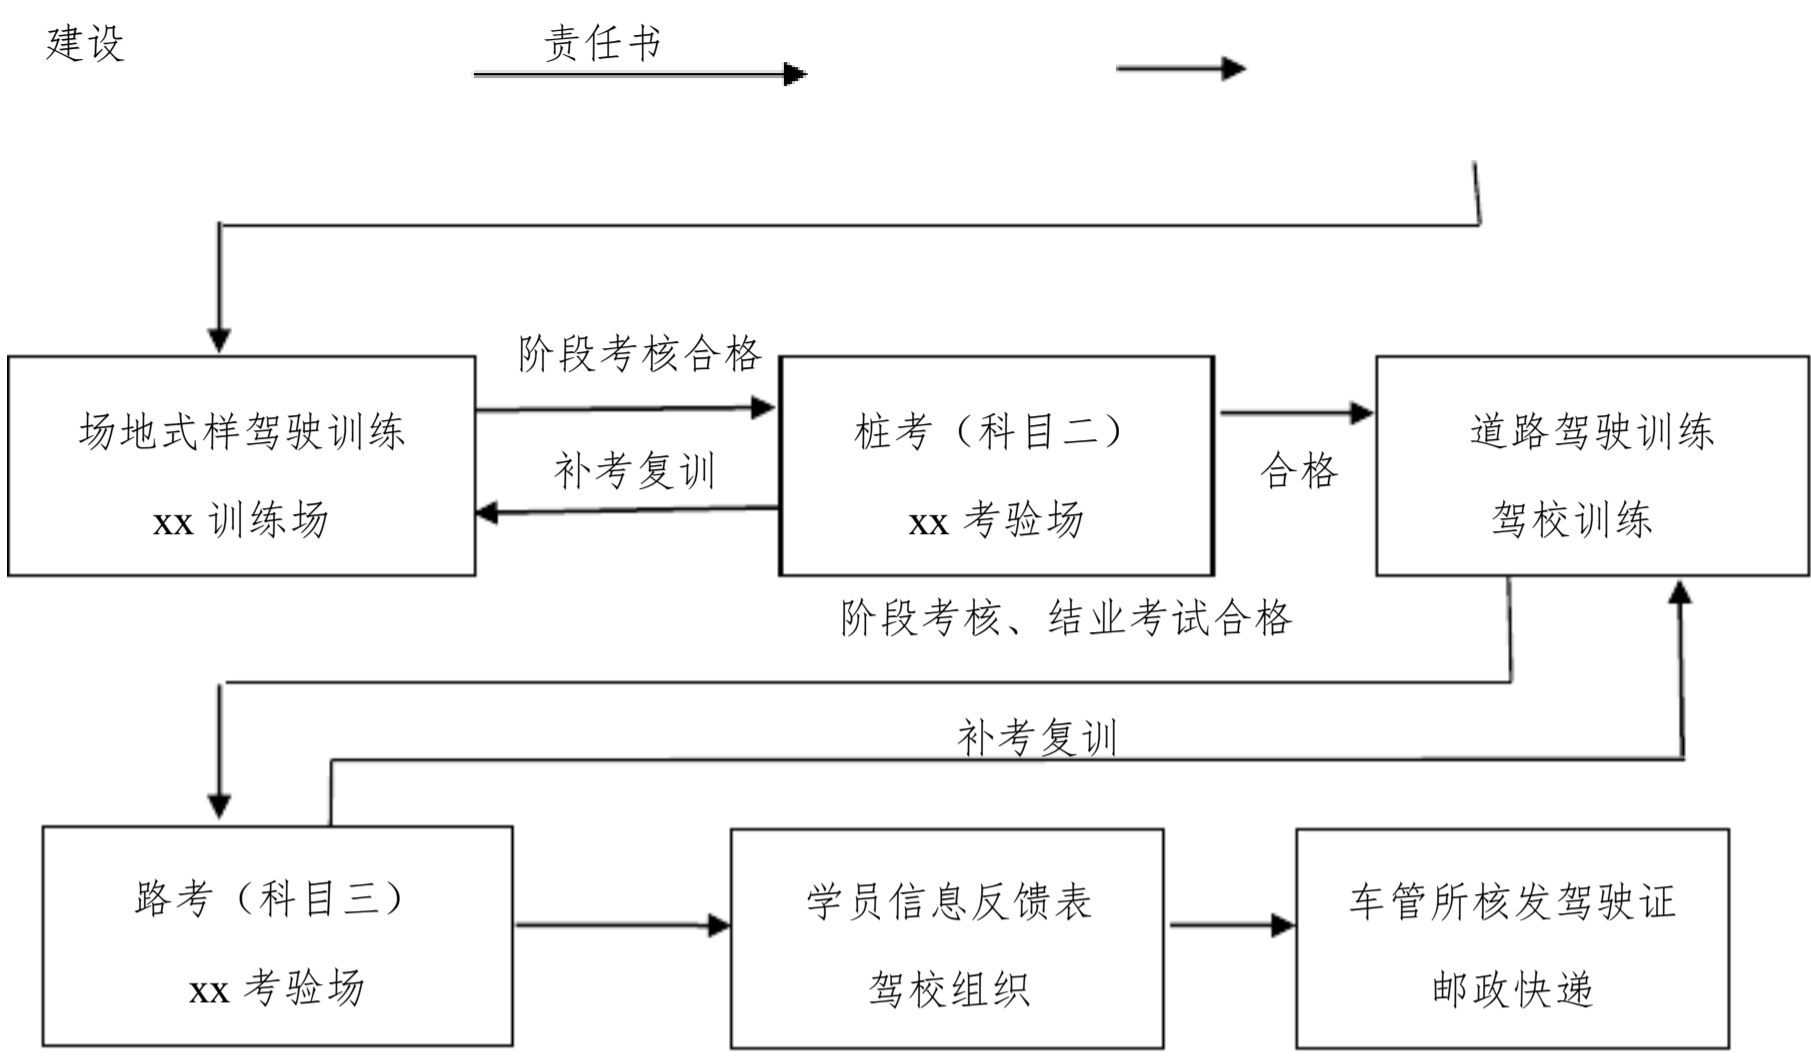 建设
责任书
阶段考核合格
场地式样驾驶训练
xx 训练场
补考复训
桩考（科目二）
xx 考验场
合格
道路驾驶训练
驾校训练
阶段考核、结业考试合格
补考复训
路考（科目三）
xx 考验场
学员信息反馈表
驾校组织
车管所核发驾驶证
邮政快递